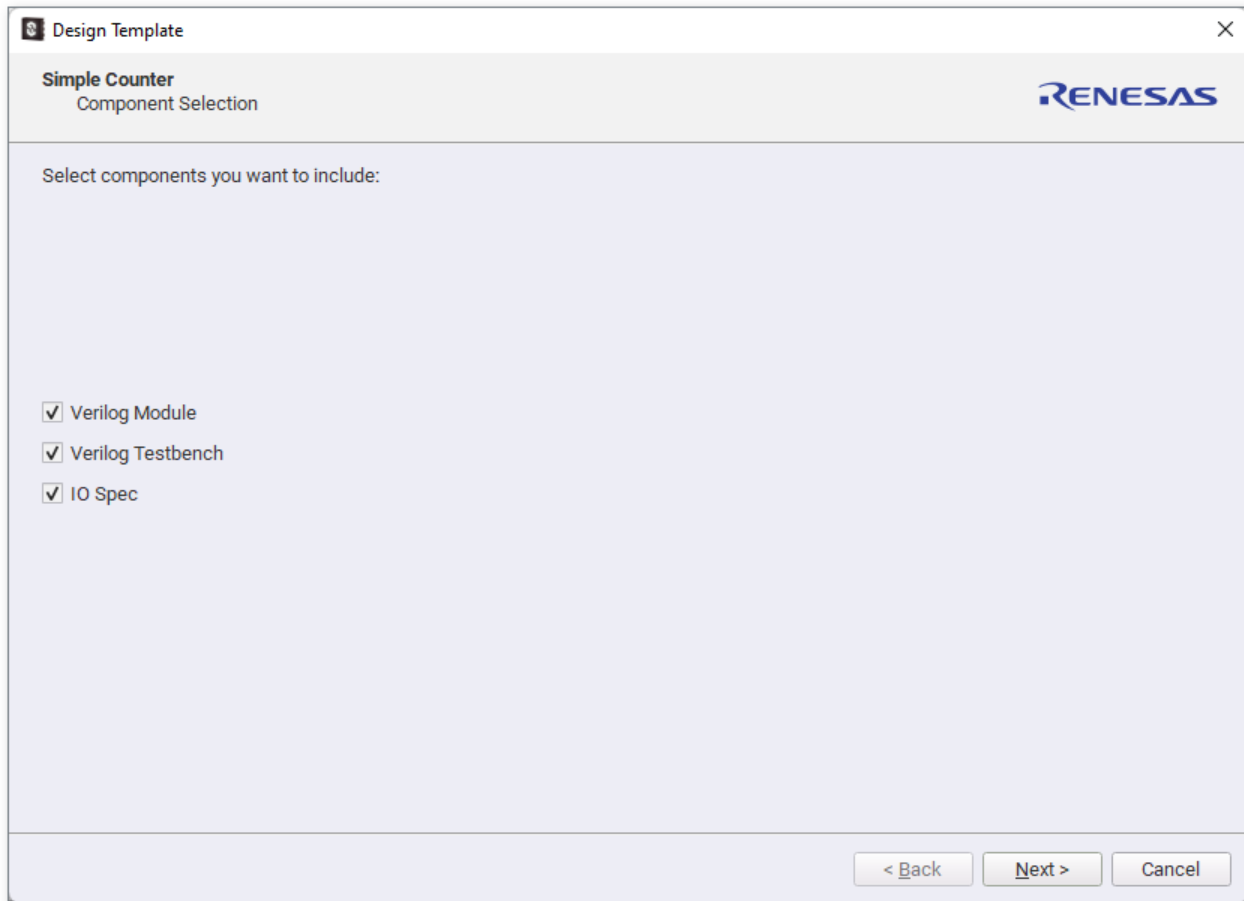 Design Template
Simple Counter
Component Selection
RENESAS
Select components you want to include:
Verilog Module
Verilog Testbench
IO Spec
< Back
Next >
Cancel